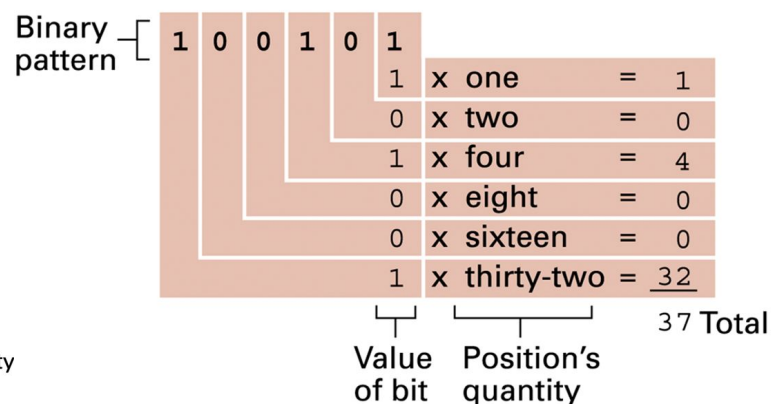 Binary
pattern
1 0 0 1 0 1
1 x one = 1
0 x two = 0
1 x four = 4
0 x eight = 0
0 x sixteen = 0
1 x thirty-two = 32
37 Total
ty
Value
of bit
Position's
quantity